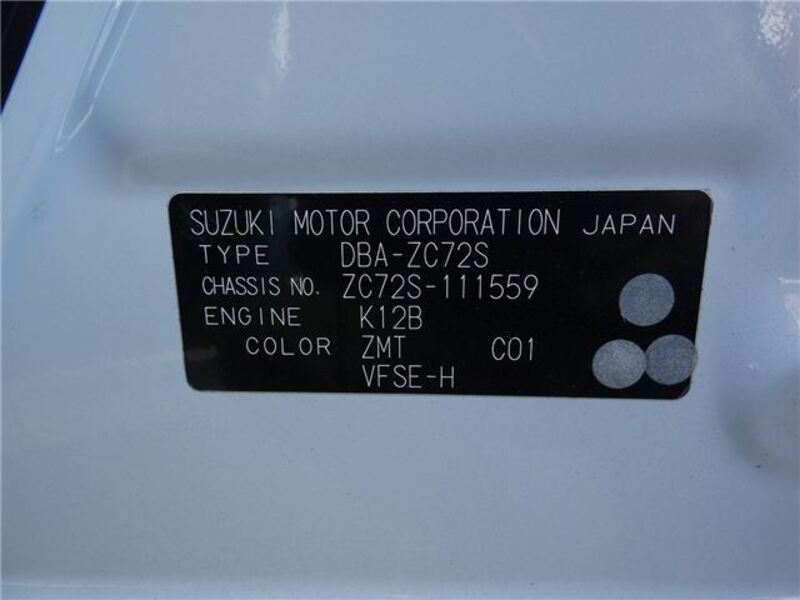 SUZUKI MOTOR CORPORATION JAPAN
TYPE DBA-ZC72S
CHASSIS NO. ZC72S-111559
ENGINE K12B
COLOR ZMT C01
VFSE-H